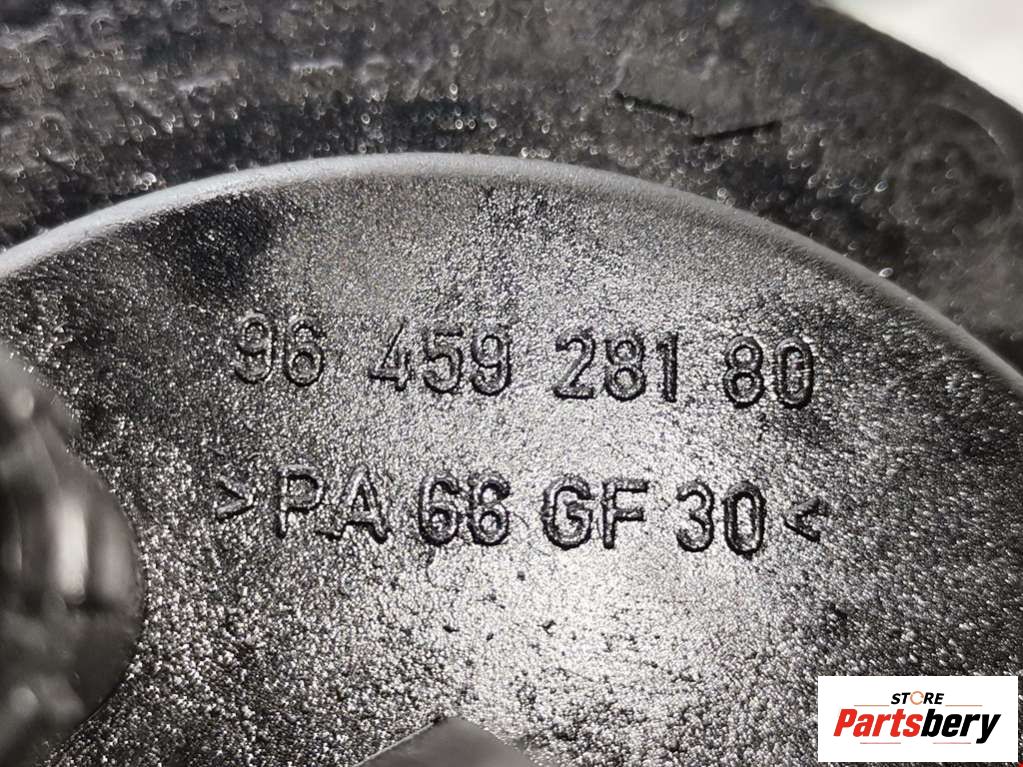 96 459 281 80
>PA 66 GF 30<
STORE
Partsbery